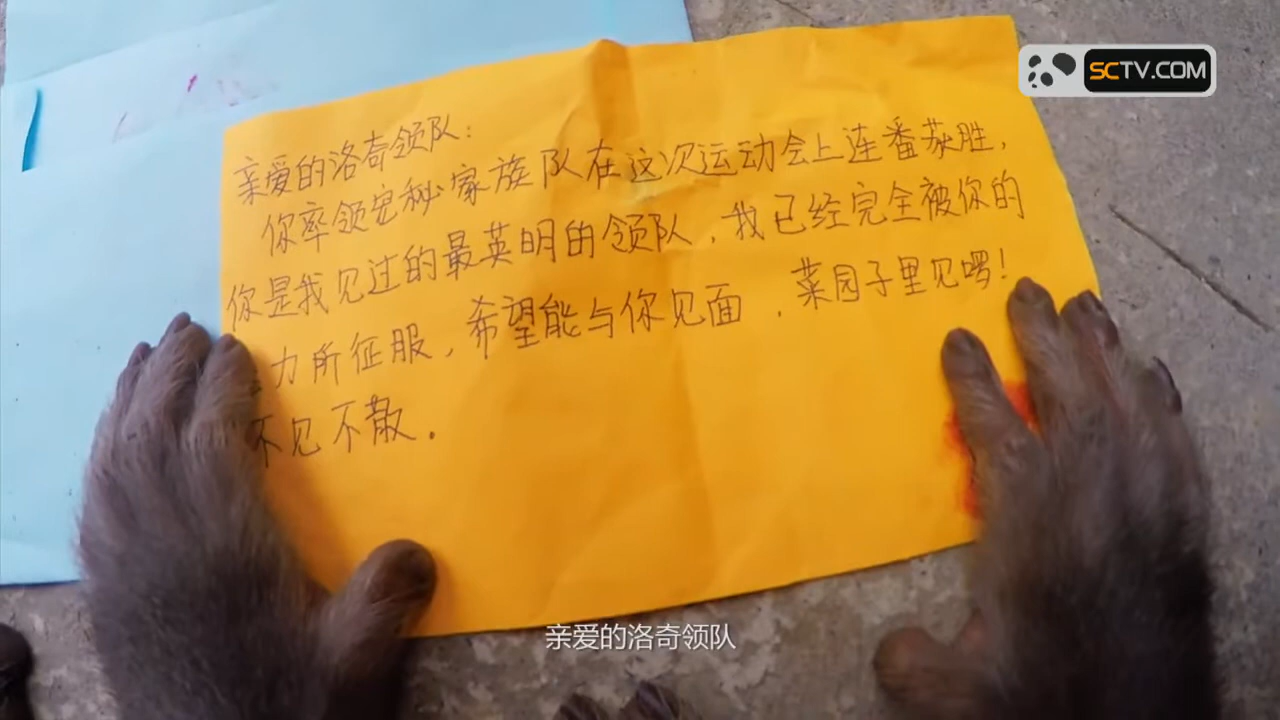 SCTV.COM
亲爱的洛奇领队:
你率领宓秘家族队在这次运动会上连番获胜,
你是我见过的最英明的领队,我已经完全被你的
力所征服,希望能与你见面,菜园子里见啰!
不见不散.
亲爱的洛奇领队